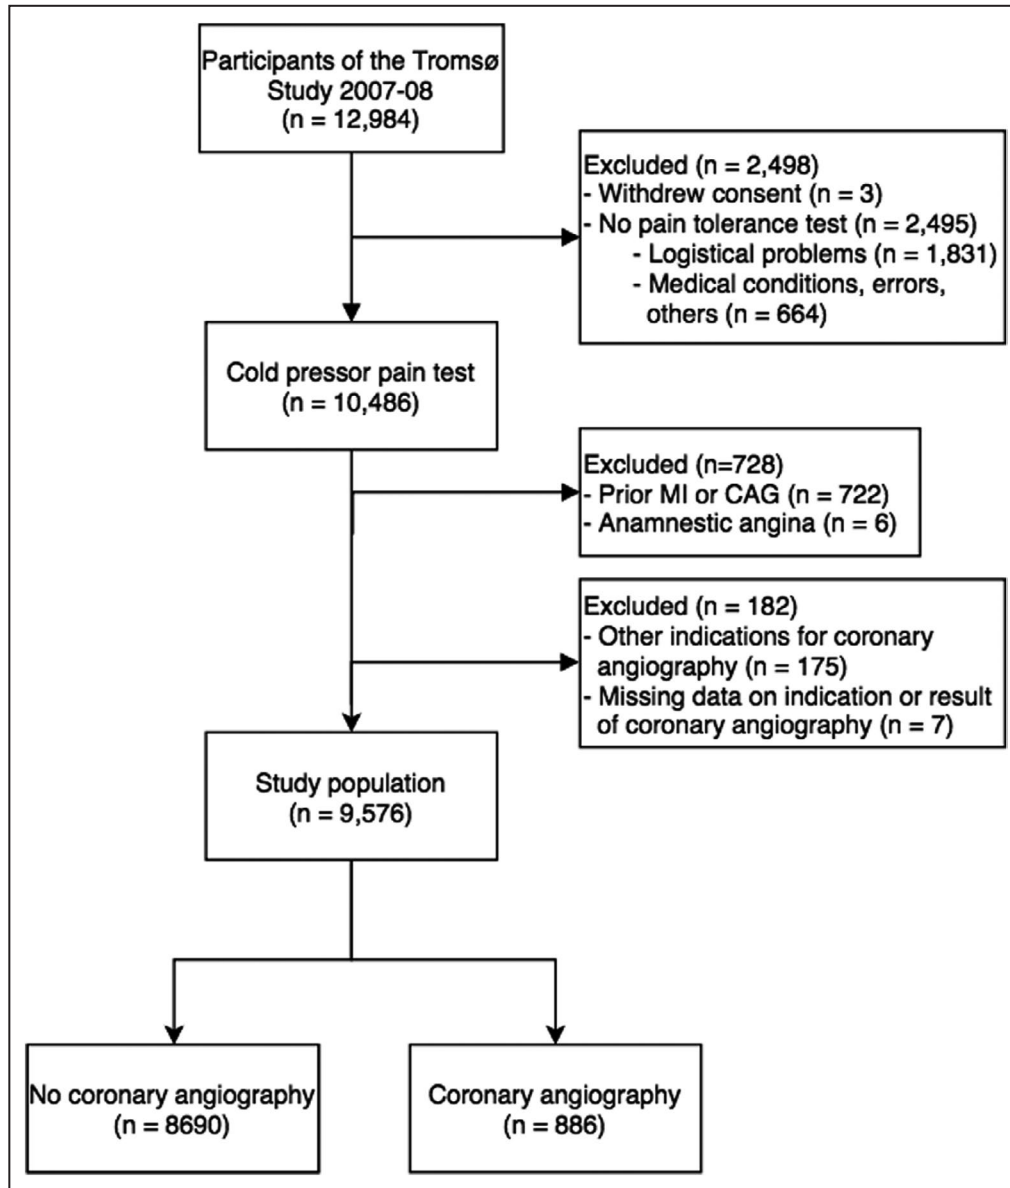 Participants of the Tromsø
Study 2007-08
(n = 12,984)
Excluded (n = 2,498)
- Withdrew consent (n = 3)
- No pain tolerance test (n = 2,495)
- Logistical problems (n = 1,831)
- Medical conditions, errors,
others (n = 664)
Cold pressor pain test
(n = 10,486)
Excluded (n=728)
- Prior MI or CAG (n = 722)
- Anamnestic angina (n = 6)
Excluded (n = 182)
- Other indications for coronary
angiography (n = 175)
- Missing data on indication or result
of coronary angiography (n = 7)
Study population
(n = 9,576)
No coronary angiography
(n = 8690)
Coronary angiography
(n = 886)